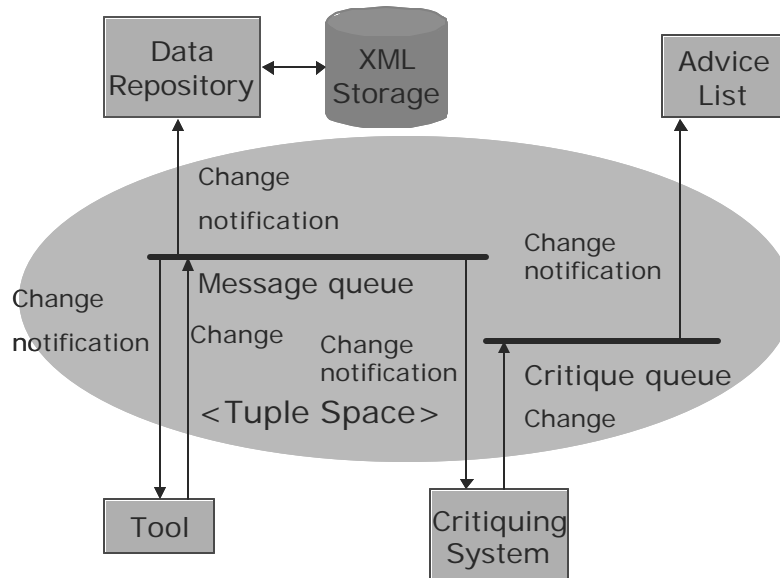 Data
Repository
XML
Storage
Advice
List
Change
notification
Change
notification
Message queue
Change
notification
Change
Change
notification
Critique queue
<Tuple Space>
Change
Tool
Critiquing
System